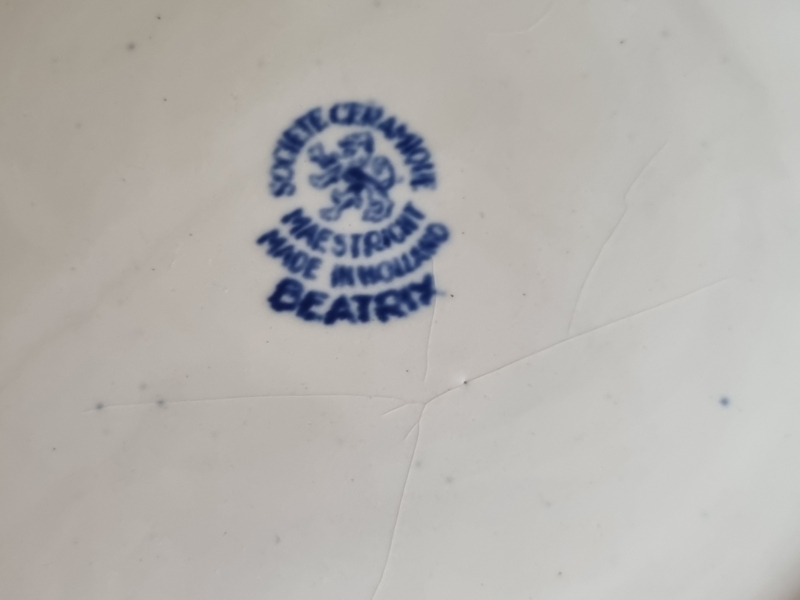 SOCIETE CERAMIQUE
MAESTRICHT
MADE IN HOLLAND
BEATRIX